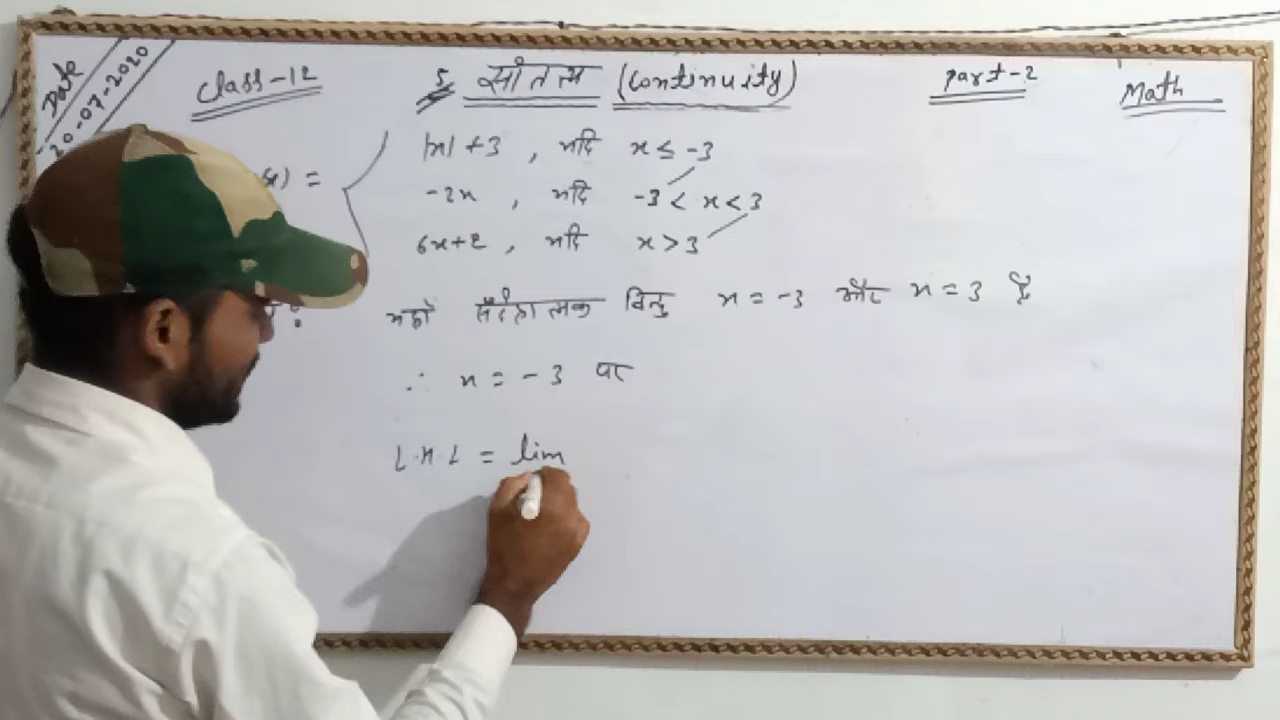 Date
20-07-2020
Class-12
5. सांतत्य (Continuity)
Part-2
Math
|x| + 3 , यदि x ≤ -3
(x) =
-2x , यदि -3 < x < 3
6x+2 , यदि x > 3
यहाँ संदेहात्मक बिन्दु x = -3 और x = 3 है
∴ x = -3 पर
L.H.L = lim